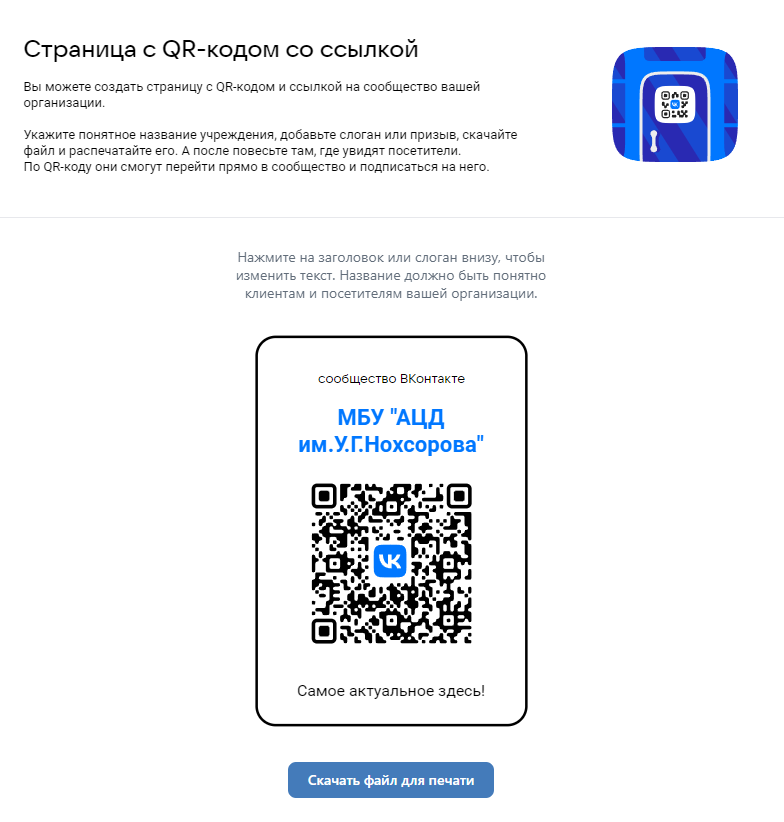 Страница с QR-кодом со ссылкой
Вы можете создать страницу с QR-кодом и ссылкой на сообщество вашей
организации.
Укажите понятное название учреждения, добавьте слоган или призыв, скачайте
файл и распечатайте его. А после повесьте там, где увидят посетители.
По QR-коду они смогут перейти прямо в сообщество и подписаться на него.
Нажмите на заголовок или слоган внизу, чтобы
изменить текст. Название должно быть понятно
клиентам и посетителям вашей организации.
сообщество ВКонтакте
МБУ "АЦД
им.У.Г.Нохсорова"
Самое актуальное здесь!
Скачать файл для печати